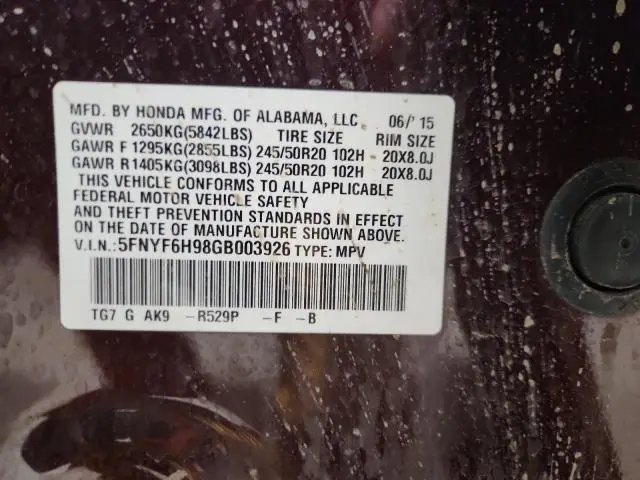 MFD. BY HONDA MFG. OF ALABAMA, LLC 06/'15
GVWR 2650KG(5842LBS) TIRE SIZE RIM SIZE
GAWR F 1295KG(2855LBS) 245/50R20 102H 20X8.0J
GAWR R 1405KG(3098LBS) 245/50R20 102H 20X8.0J
THIS VEHICLE CONFORMS TO ALL APPLICABLE
FEDERAL MOTOR VEHICLE SAFETY
AND THEFT PREVENTION STANDARDS IN EFFECT
ON THE DATE OF MANUFACTURE SHOWN ABOVE.
V.I.N.:5FNYF6H98GB003926 TYPE: MPV
TG7 G AK9 -R529P -F -B